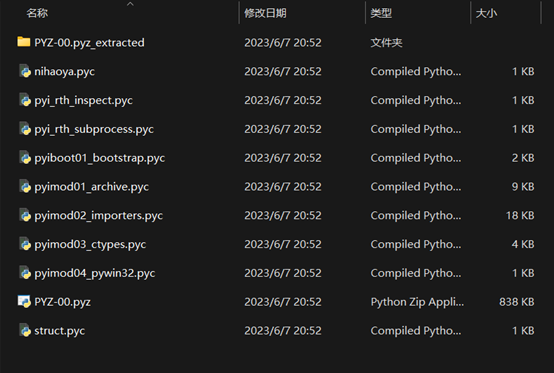 名称 修改日期 类型 大小
PYZ-00.pyz_extracted 2023/6/7 20:52 文件夹
nihaoya.pyc 2023/6/7 20:52 Compiled Pytho... 1 KB
pyi_rth_inspect.pyc 2023/6/7 20:52 Compiled Pytho... 1 KB
pyi_rth_subprocess.pyc 2023/6/7 20:52 Compiled Pytho... 1 KB
pyiboot01_bootstrap.pyc 2023/6/7 20:52 Compiled Pytho... 2 KB
pyimod01_archive.pyc 2023/6/7 20:52 Compiled Pytho... 9 KB
pyimod02_importers.pyc 2023/6/7 20:52 Compiled Pytho... 18 KB
pyimod03_ctypes.pyc 2023/6/7 20:52 Compiled Pytho... 4 KB
pyimod04_pywin32.pyc 2023/6/7 20:52 Compiled Pytho... 1 KB
PYZ-00.pyz 2023/6/7 20:52 Python Zip Appli... 838 KB
struct.pyc 2023/6/7 20:52 Compiled Pytho... 1 KB